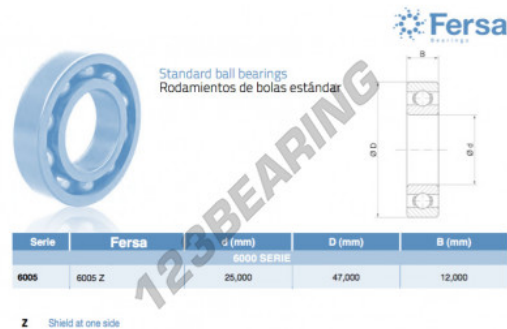 Fersa
Bearings
Standard ball bearings
Rodamientos de bolas estándar
B
Ø D
Ø d
123BEARING
Serie Fersa d (mm) D (mm) B (mm)
6000 SERIE
6005 6005 Z 25,000 47,000 12,000
Z Shield at one side